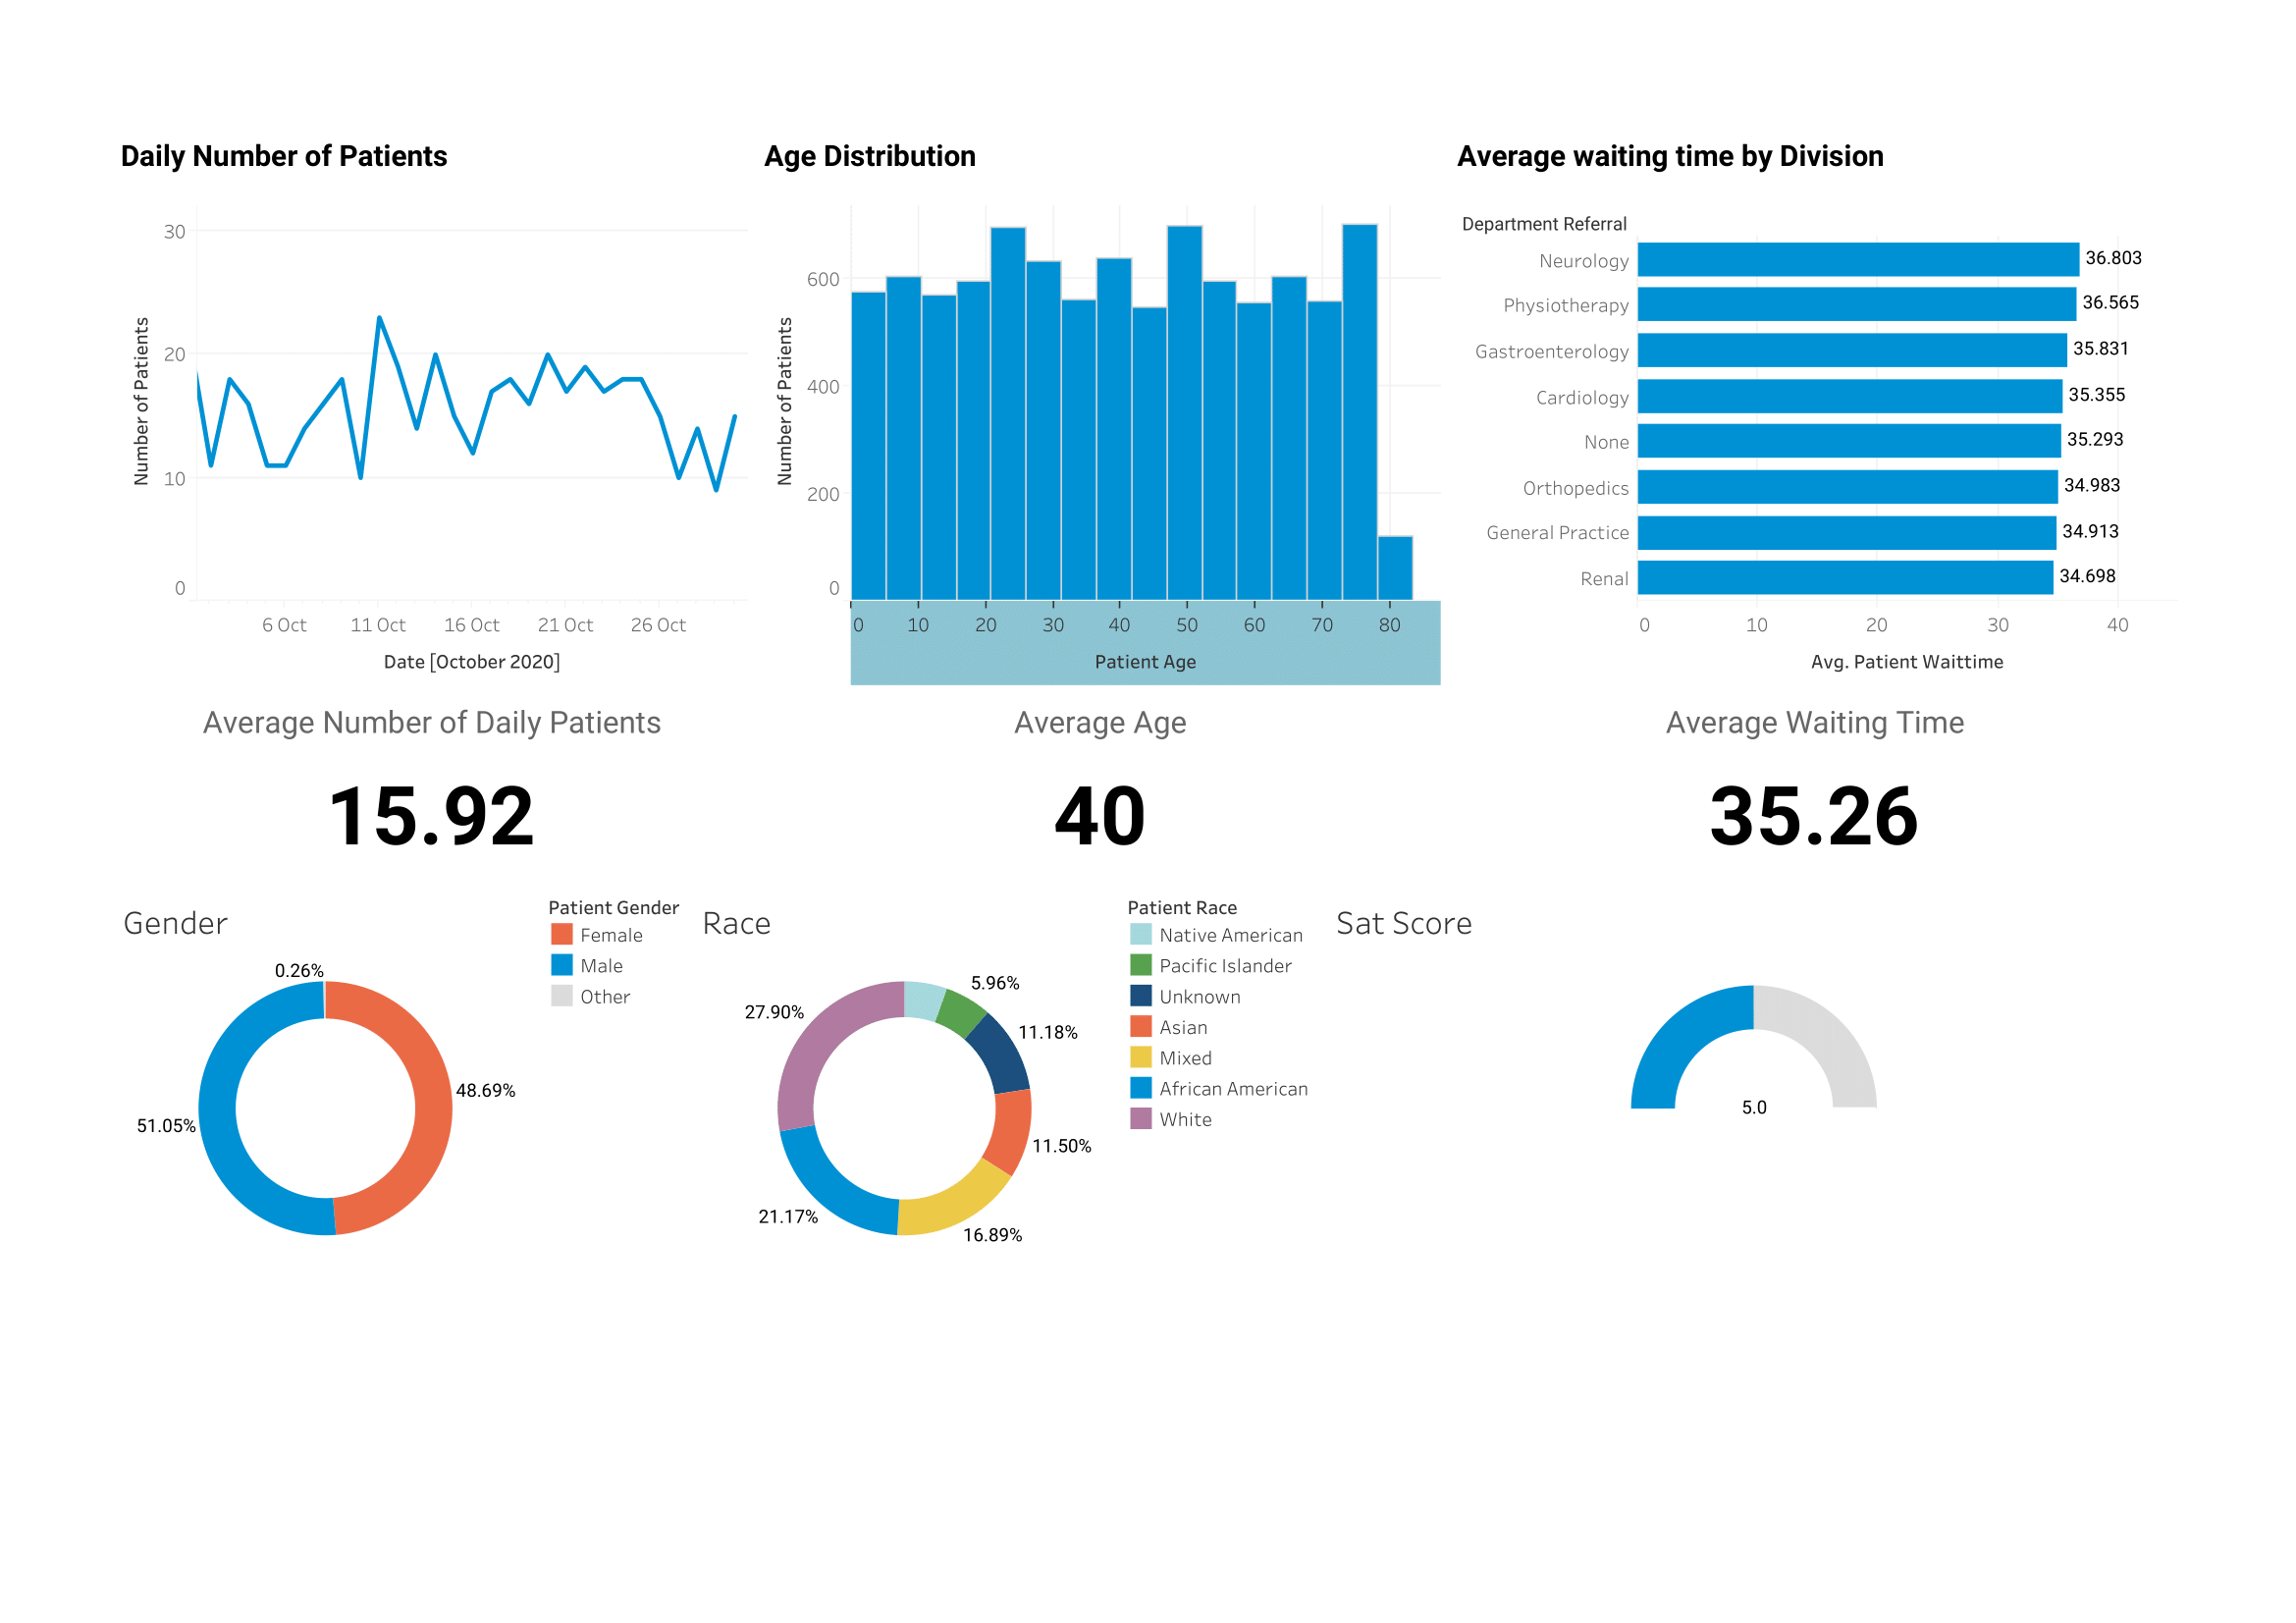 Daily Number of Patients
Number of Patients
30
20
10
0
6 Oct
11 Oct
16 Oct
21 Oct
26 Oct
Date [October 2020]
Age Distribution
Number of Patients
600
400
200
0
0
10
20
30
40
50
60
70
80
Patient Age
Average waiting time by Division
Department Referral
Neurology 36.803
Physiotherapy 36.565
Gastroenterology 35.831
Cardiology 35.355
None 35.293
Orthopedics 34.983
General Practice 34.913
Renal 34.698
0
10
20
30
40
Avg. Patient Waittime
Average Number of Daily Patients
15.92
Average Age
40
Average Waiting Time
35.26
Gender
0.26%
48.69%
51.05%
Patient Gender
Female
Male
Other
Race
5.96%
27.90%
11.18%
11.50%
21.17%
16.89%
Patient Race
Native American
Pacific Islander
Unknown
Asian
Mixed
African American
White
Sat Score
5.0